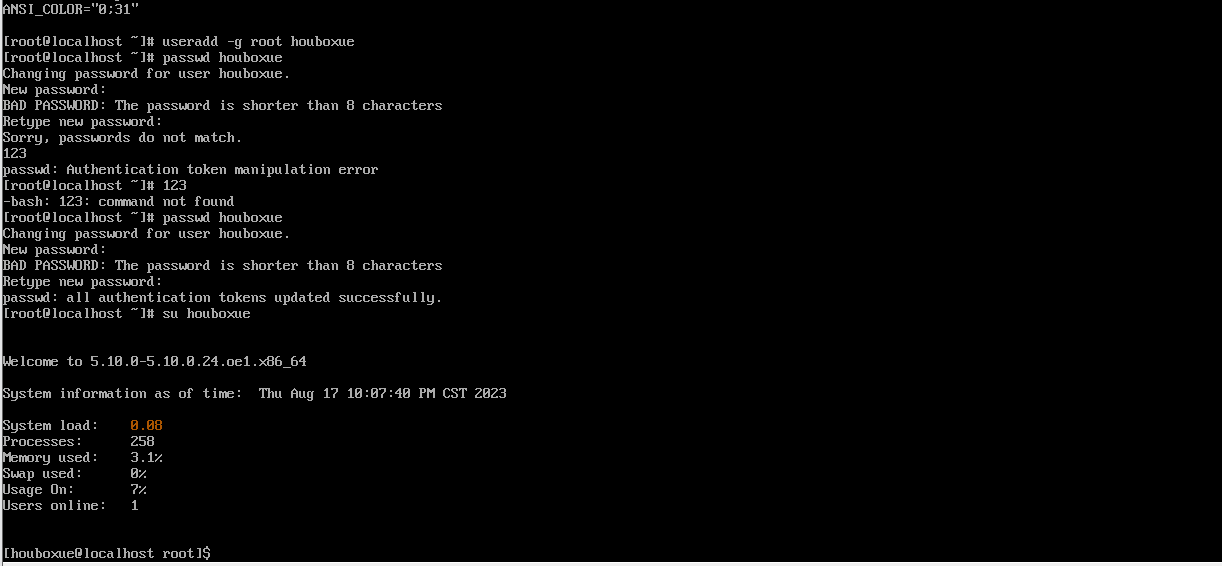 ANSI_COLOR="0;31"
[root@localhost ~]# useradd -g root houboxue
[root@localhost ~]# passwd houboxue
Changing password for user houboxue.
New password:
BAD PASSWORD: The password is shorter than 8 characters
Retype new password:
Sorry, passwords do not match.
123
passwd: Authentication token manipulation error
[root@localhost ~]# 123
-bash: 123: command not found
[root@localhost ~]# passwd houboxue
Changing password for user houboxue.
New password:
BAD PASSWORD: The password is shorter than 8 characters
Retype new password:
passwd: all authentication tokens updated successfully.
[root@localhost ~]# su houboxue
Welcome to 5.10.0-5.10.0.24.oe1.x86_64
System information as of time:  Thu Aug 17 10:07:40 PM CST 2023
System load:    0.08
Processes:      258
Memory used:    3.1%
Swap used:      0%
Usage On:       7%
Users online:   1
[houboxue@localhost root]$